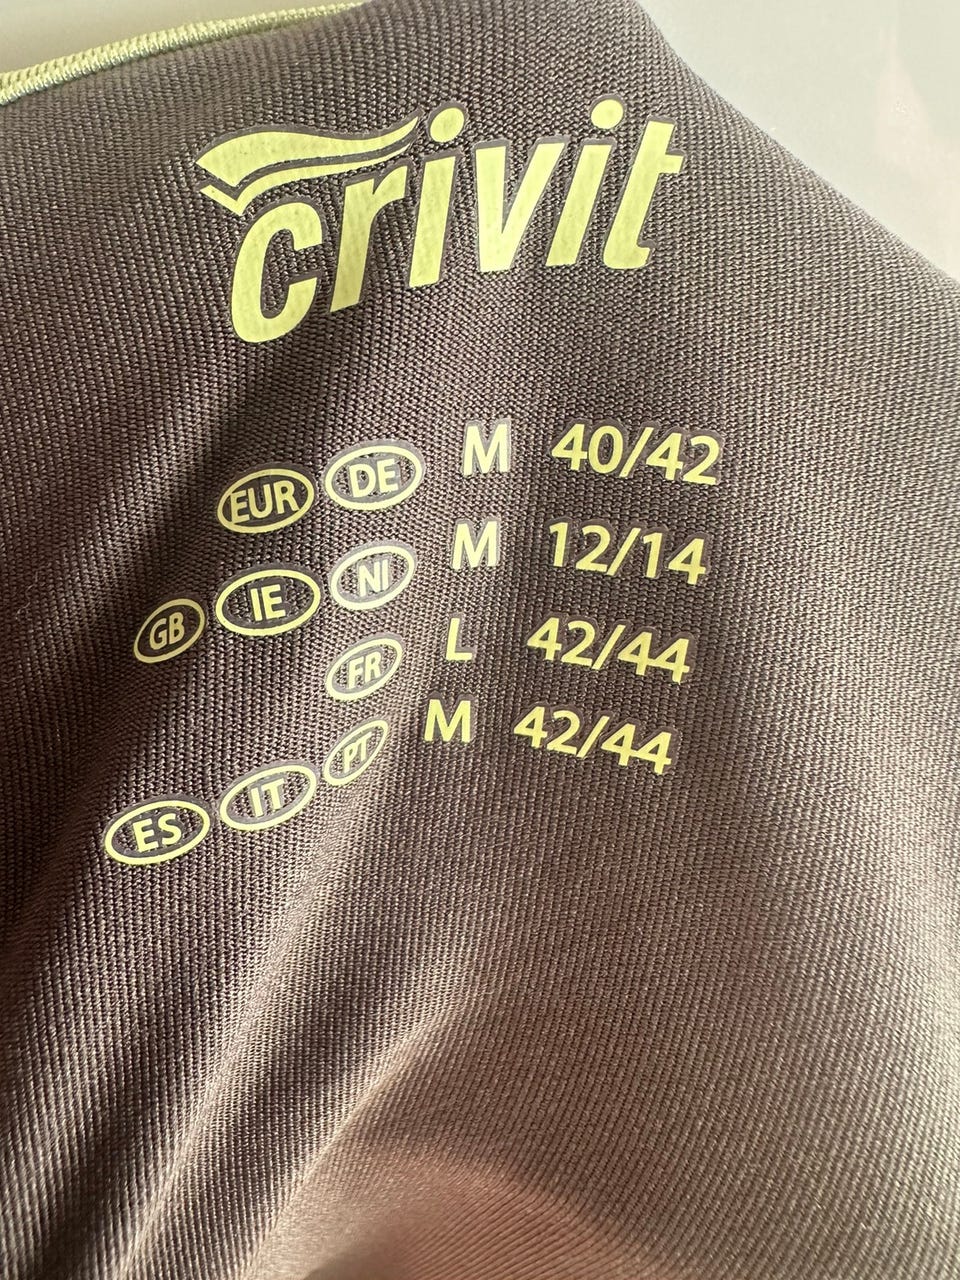 crivit
EUR DE M 40/42
GB IE NI M 12/14
FR L 42/44
ES IT PT M 42/44